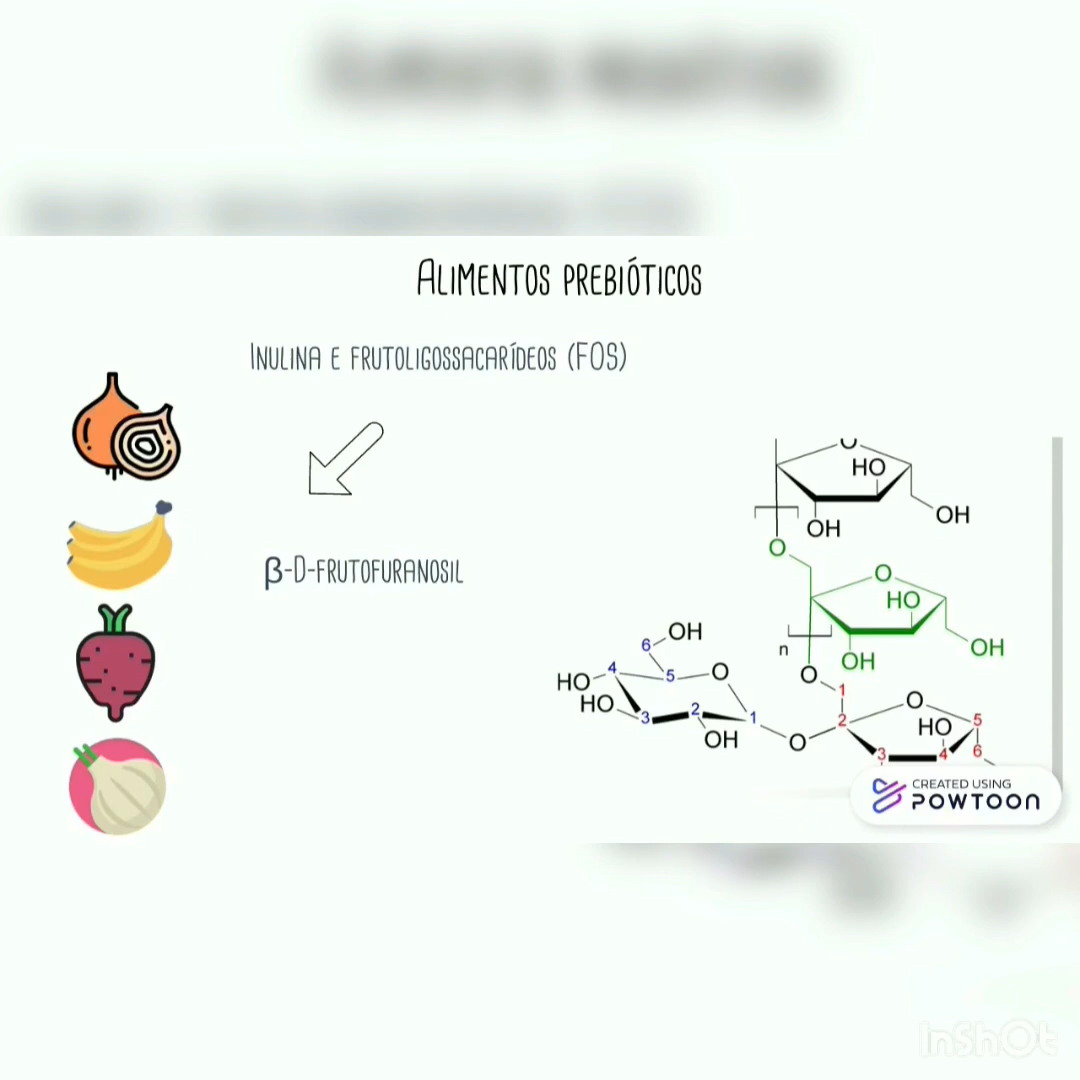 ALIMENTOS PREBIÓTICOS
INULINA E FRUTOLIGOSSACARÍDEOS (FOS)
β-D-FRUTOFURANOSIL
O
HO
OH
OH
O
O
HO
OH
OH
n
O
OH
6
HO
4
5
O
HO
3
2
1
OH
O
1
2
O
HO
5
3
4
6
CREATED USING
POWTOON
InShOt